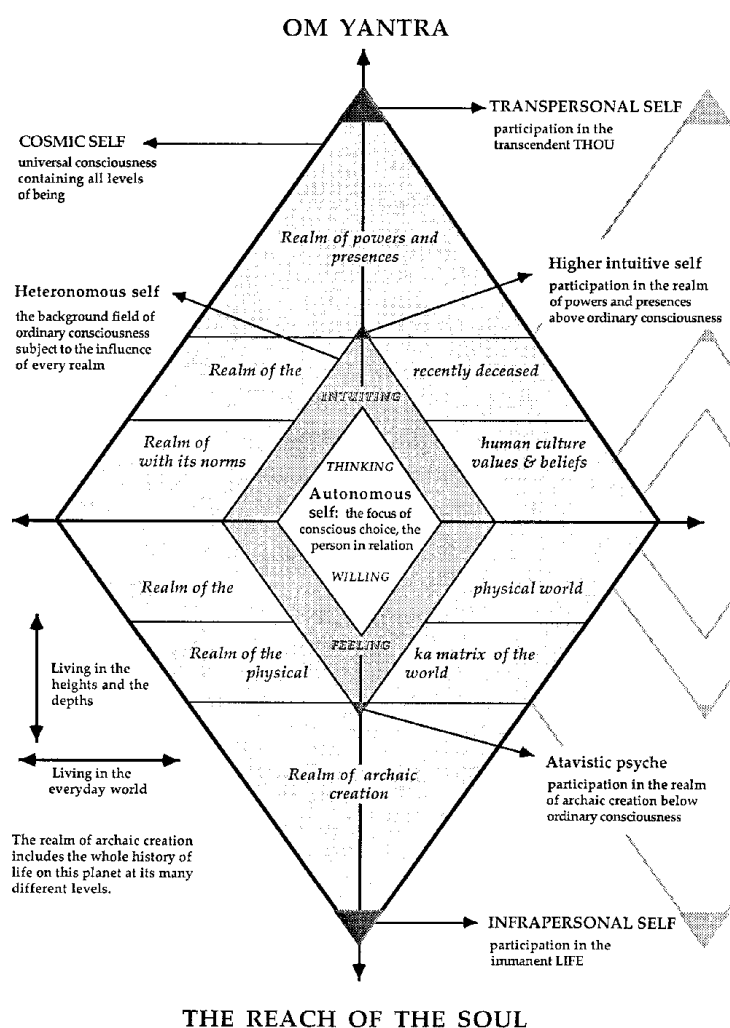 OM YANTRA
TRANSPERSONAL SELF
participation in the
transcendent THOU
COSMIC SELF
universal consciousness
containing all levels
of being
Realm of powers and
presences
Higher intuitive self
participation in the realm
of powers and presences
above ordinary consciousness
Heteronomous self
the background field of
ordinary consciousness
subject to the influence
of every realm
Realm of the recently deceased
INTUITING
Realm of human culture
with its norms values & beliefs
THINKING
Autonomous
self: the focus of
conscious choice, the
person in relation
WILLING
Realm of the physical world
FEELING
Realm of the ka matrix of the
physical world
Living in the
heights and the
depths
Living in the
everyday world
Realm of archaic
creation
Atavistic psyche
participation in the realm
of archaic creation below
ordinary consciousness
The realm of archaic creation
includes the whole history of
life on this planet at its many
different levels.
INFRAPERSONAL SELF
participation in the
immanent LIFE
THE REACH OF THE SOUL